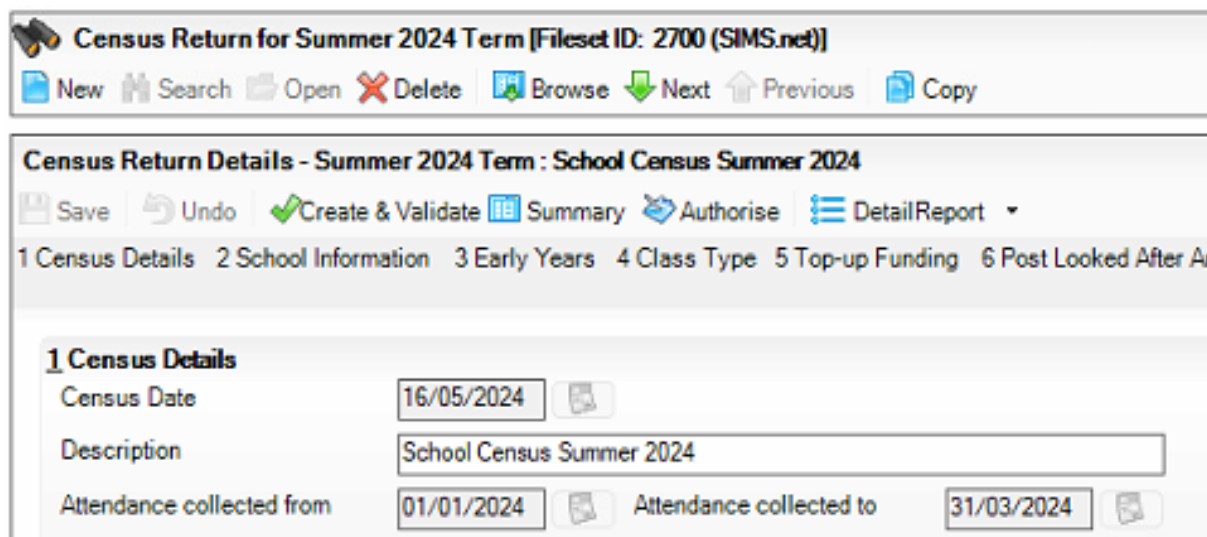 Census Return for Summer 2024 Term [Fileset ID: 2700 (SIMS.net)]
New Search Open Delete Browse Next Previous Copy
Census Return Details - Summer 2024 Term : School Census Summer 2024
Save Undo Create & Validate Summary Authorise Detail Report
1 Census Details 2 School Information 3 Early Years 4 Class Type 5 Top-up Funding 6 Post Looked After
1 Census Details
Census Date 16/05/2024
Description School Census Summer 2024
Attendance collected from 01/01/2024 Attendance collected to 31/03/2024